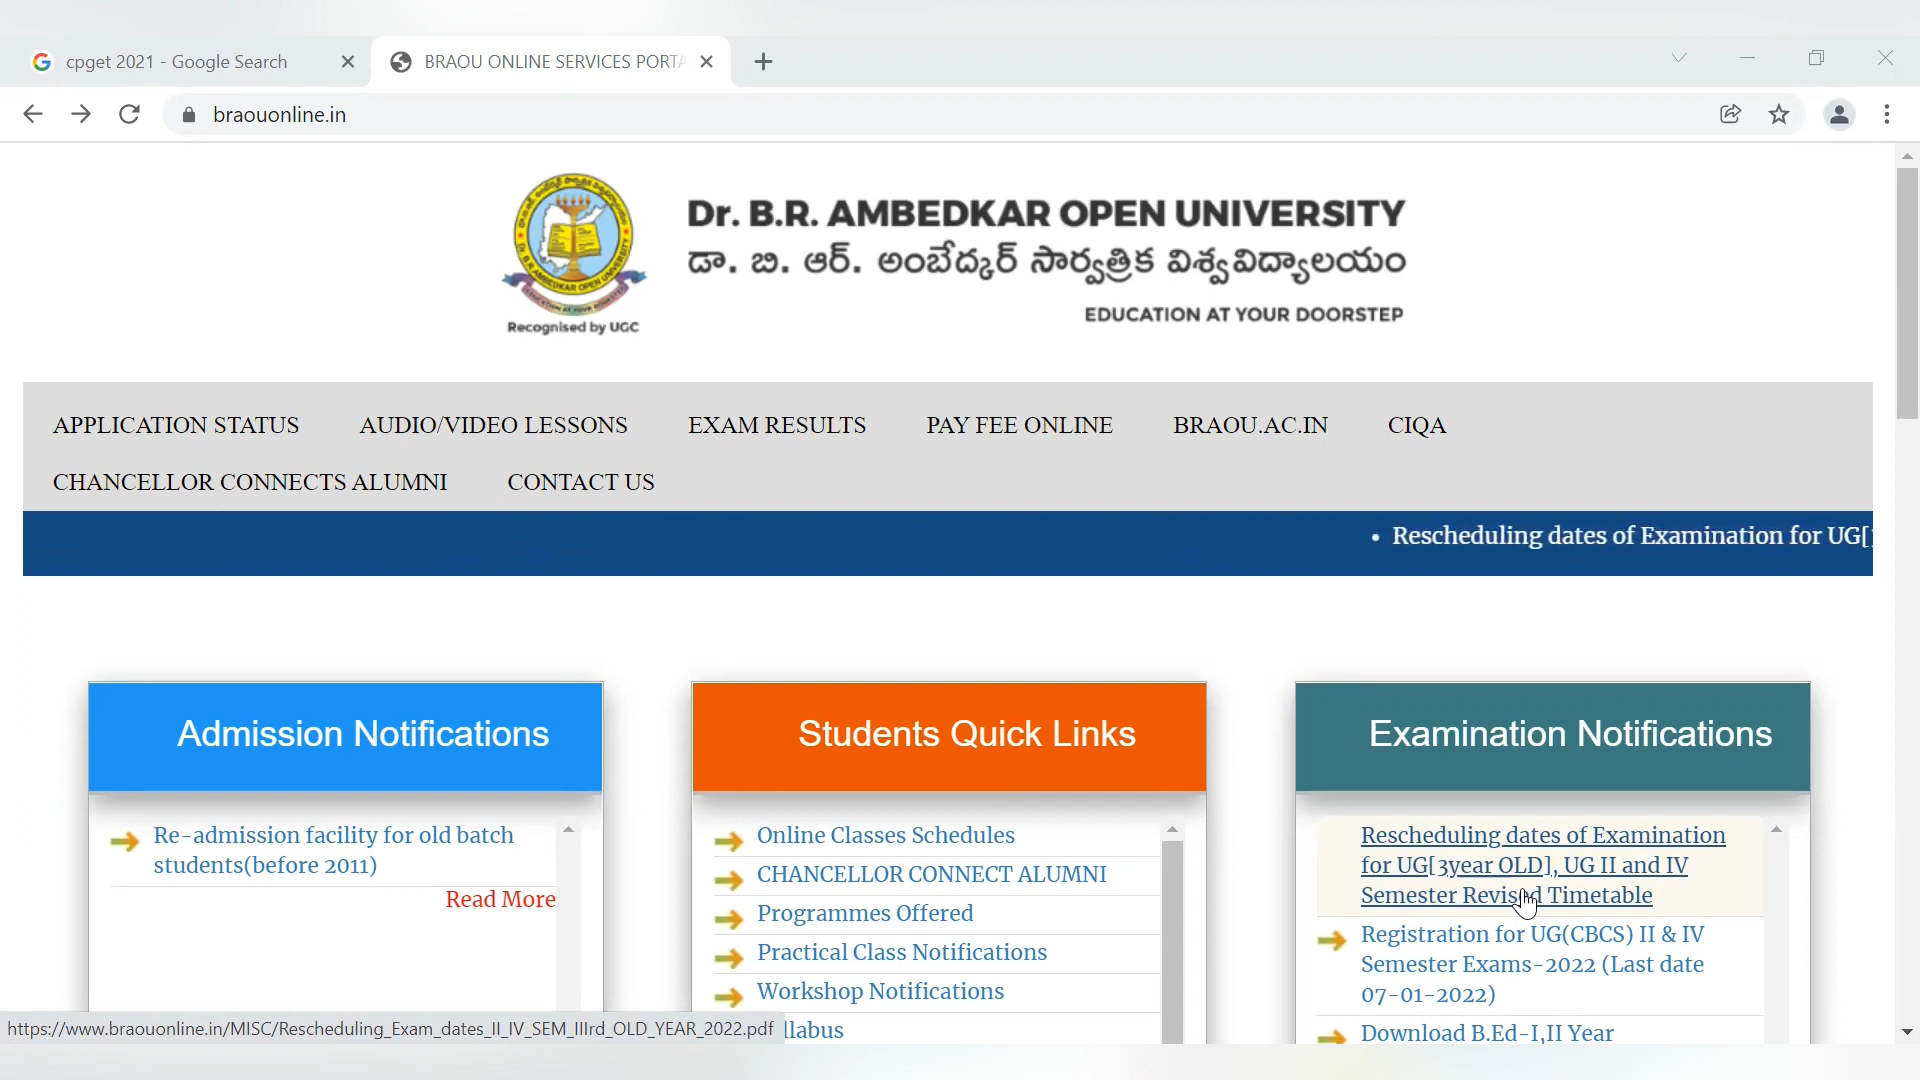 cpget 2021 - Google Search
BRAOU ONLINE SERVICES PORTA
braouonline.in
Dr. B.R. AMBEDKAR OPEN UNIVERSITY
డా. బి. ఆర్. అంబేద్కర్ సార్వత్రిక విశ్వవిద్యాలయం
EDUCATION AT YOUR DOORSTEP
Recognised by UGC
APPLICATION STATUS AUDIO/VIDEO LESSONS EXAM RESULTS PAY FEE ONLINE BRAOU.AC.IN CIQA
CHANCELLOR CONNECTS ALUMNI CONTACT US
• Rescheduling dates of Examination for UG[
Admission Notifications
Re-admission facility for old batch
students(before 2011)
Read More
Students Quick Links
Online Classes Schedules
CHANCELLOR CONNECT ALUMNI
Programmes Offered
Practical Class Notifications
Workshop Notifications
llabus
Examination Notifications
Rescheduling dates of Examination
for UG[3year OLD], UG II and IV
Semester Revised Timetable
Registration for UG(CBCS) II & IV
Semester Exams-2022 (Last date
07-01-2022)
Download B.Ed-I,II Year
https://www.braouonline.in/MISC/Rescheduling_Exam_dates_II_IV_SEM_IIIrd_OLD_YEAR_2022.pdf